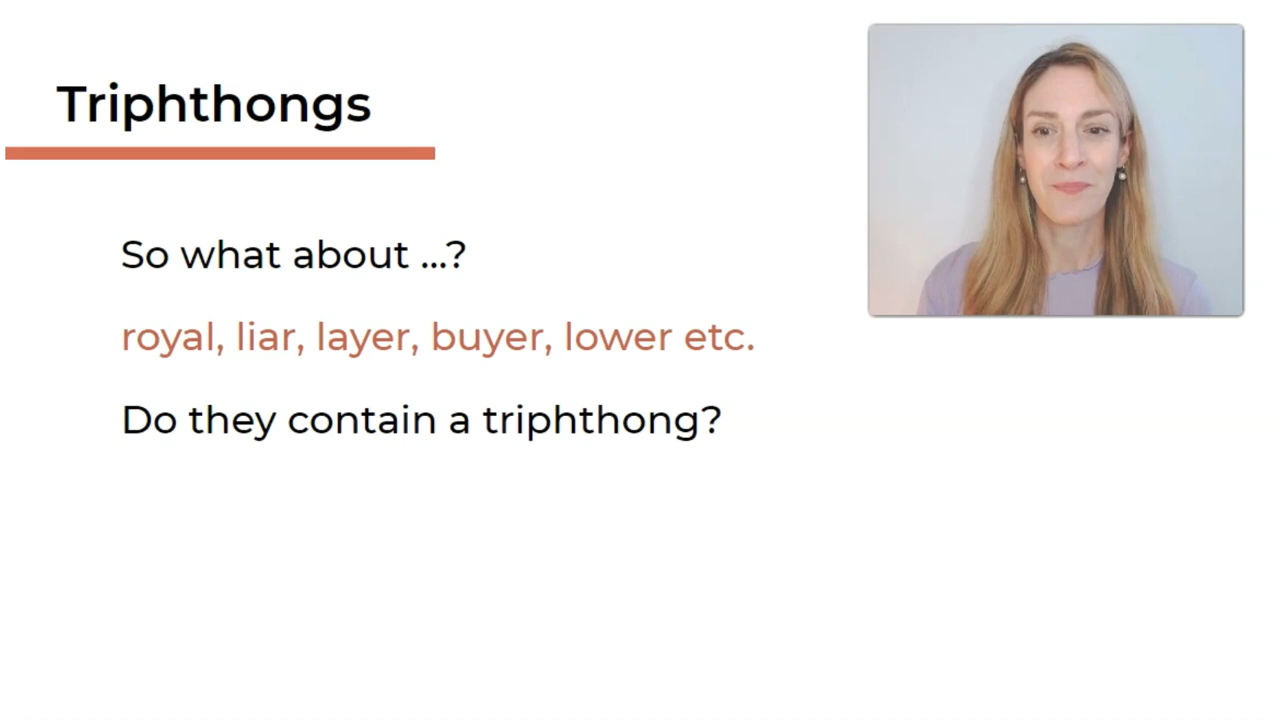 Triphthongs
So what about ...?
royal, liar, layer, buyer, lower etc.
Do they contain a triphthong?